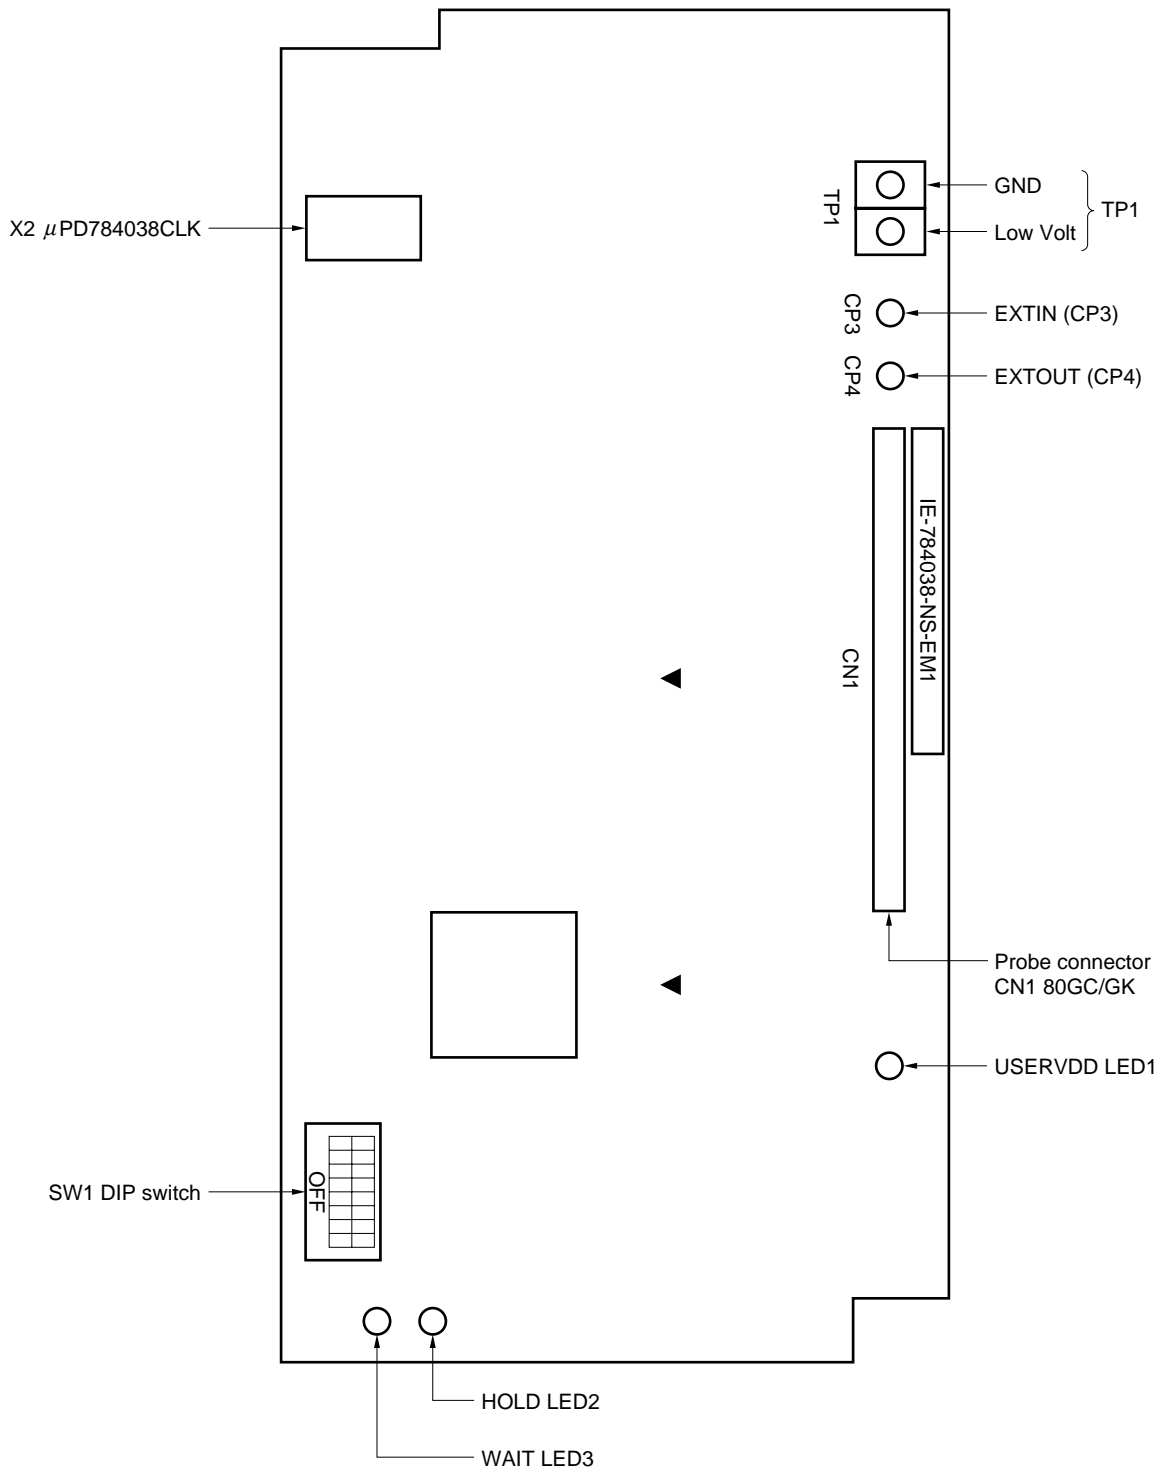 GND
TP1
TP1
X2 μPD784038CLK
Low Volt
CP3
EXTIN (CP3)
CP4
EXTOUT (CP4)
IE-784038-NS-EM1
CN1
Probe connector
CN1 80GC/GK
USERVDD LED1
OFF
SW1 DIP switch
HOLD LED2
WAIT LED3